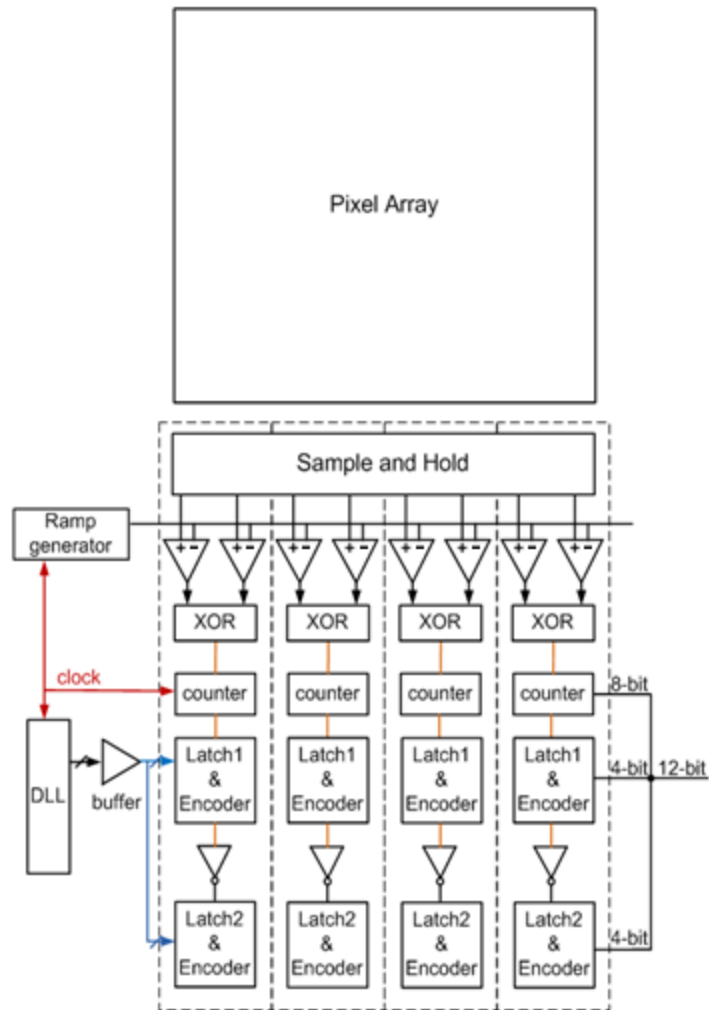 Pixel Array
Sample and Hold
Ramp
generator
+ - + - + - + - + - + - + - + -
XOR XOR XOR XOR
clock
counter counter counter counter
8-bit
DLL
buffer
Latch1 Latch1 Latch1 Latch1
& & & &
Encoder Encoder Encoder Encoder
4-bit 12-bit
Latch2 Latch2 Latch2 Latch2
& & & &
Encoder Encoder Encoder Encoder
4-bit